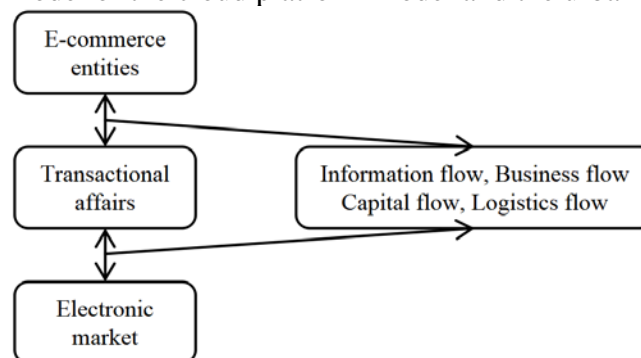 E-commerce
entities
Transactional
affairs
Information flow, Business flow
Capital flow, Logistics flow
Electronic
market